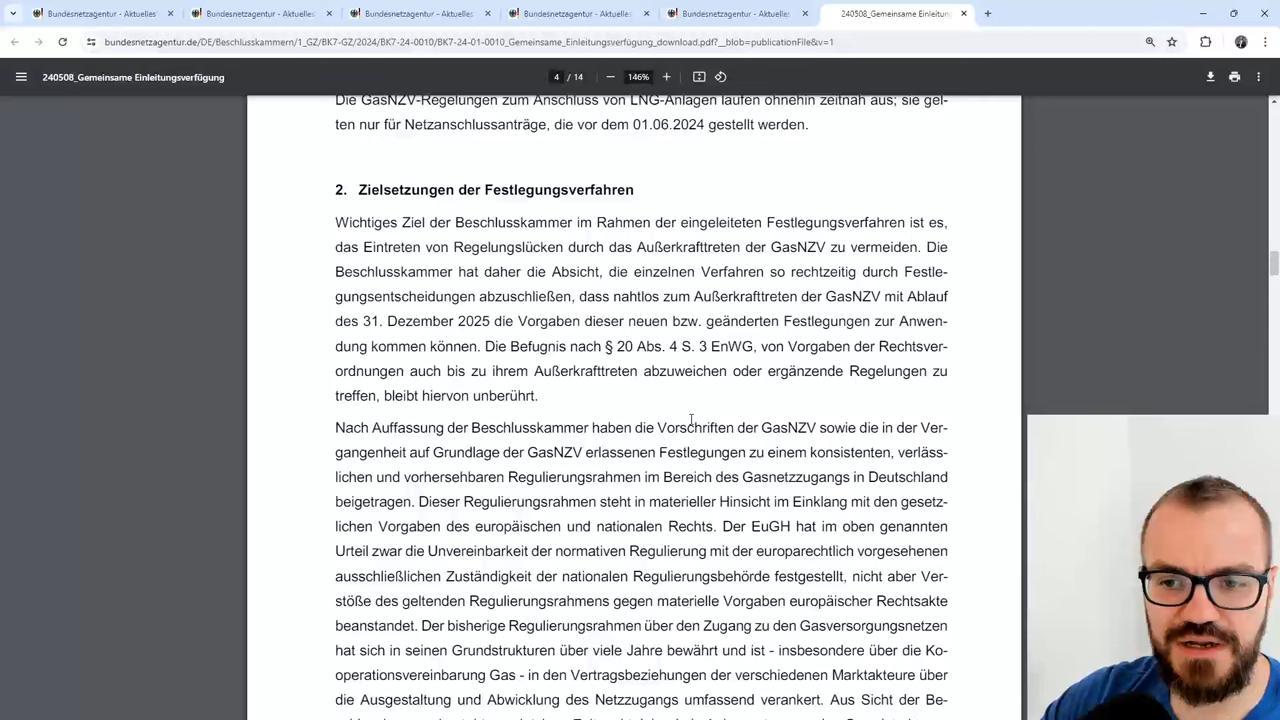 Bundesnetzagentur - Aktuelles
Bundesnetzagentur - Aktuelles
Bundesnetzagentur - Aktuelles
Bundesnetzagentur - Aktuelles
Bundesnetzagentur - Aktuelles
240508_Gemeinsame Einleitung
bundesnetzagentur.de/DE/Beschlusskammern/1_GZ/BK7-GZ/2024/BK7-24-0010/BK7-24-01-0010_Gemeinsame_Einleitungsverfügung_download.pdf?__blob=publicationFile&v=1
240508_Gemeinsame Einleitungsverfügung
4 / 14
146%
Die GasNZV-Regelungen zum Anschluss von LNG-Anlagen laufen ohnehin zeitnah aus; sie gel-
ten nur für Netzanschlussanträge, die vor dem 01.06.2024 gestellt werden.
2. Zielsetzungen der Festlegungsverfahren
Wichtiges Ziel der Beschlusskammer im Rahmen der eingeleiteten Festlegungsverfahren ist es,
das Eintreten von Regelungslücken durch das Außerkrafttreten der GasNZV zu vermeiden. Die
Beschlusskammer hat daher die Absicht, die einzelnen Verfahren so rechtzeitig durch Festle-
gungsentscheidungen abzuschließen, dass nahtlos zum Außerkrafttreten der GasNZV mit Ablauf
des 31. Dezember 2025 die Vorgaben dieser neuen bzw. geänderten Festlegungen zur Anwen-
dung kommen können. Die Befugnis nach § 20 Abs. 4 S. 3 EnWG, von Vorgaben der Rechtsver-
ordnungen auch bis zu ihrem Außerkrafttreten abzuweichen oder ergänzende Regelungen zu
treffen, bleibt hiervon unberührt.
Nach Auffassung der Beschlusskammer haben die Vorschriften der GasNZV sowie die in der Ver-
gangenheit auf Grundlage der GasNZV erlassenen Festlegungen zu einem konsistenten, verläss-
lichen und vorhersehbaren Regulierungsrahmen im Bereich des Gasnetzzugangs in Deutschland
beigetragen. Dieser Regulierungsrahmen steht in materieller Hinsicht im Einklang mit den gesetz-
lichen Vorgaben des europäischen und nationalen Rechts. Der EuGH hat im oben genannten
Urteil zwar die Unvereinbarkeit der normativen Regulierung mit der europarechtlich vorgesehenen
ausschließlichen Zuständigkeit der nationalen Regulierungsbehörde festgestellt, nicht aber Ver-
stöße des geltenden Regulierungsrahmens gegen materielle Vorgaben europäischer Rechtsakte
beanstandet. Der bisherige Regulierungsrahmen über den Zugang zu den Gasversorgungsnetzen
hat sich in seinen Grundstrukturen über viele Jahre bewährt und ist - insbesondere über die Ko-
operationsvereinbarung Gas - in den Vertragsbeziehungen der verschiedenen Marktakteure über
die Ausgestaltung und Abwicklung des Netzzugangs umfassend verankert. Aus Sicht der Be-